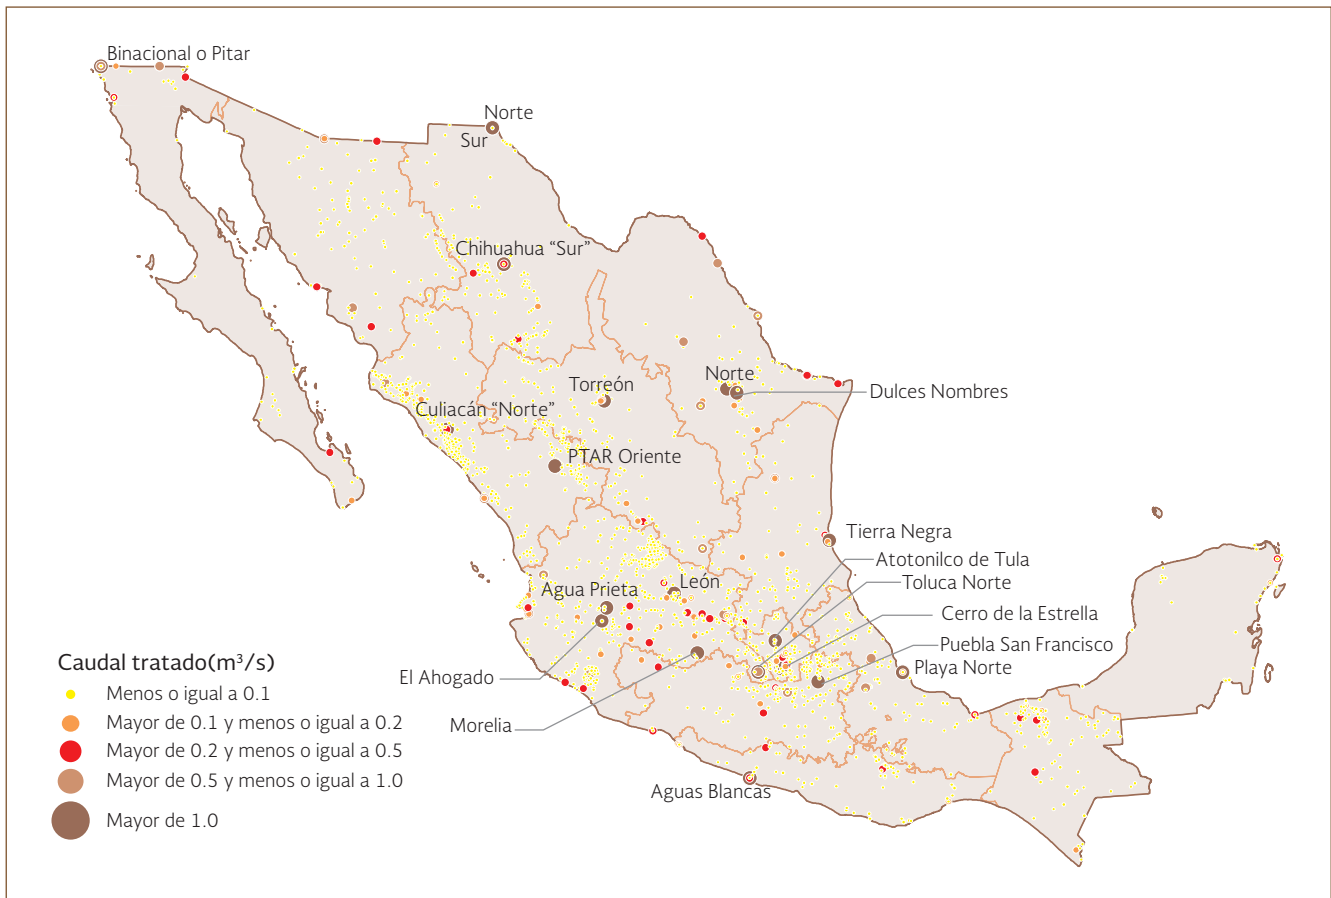 Binacional o Pitar
Norte
Sur
Chihuahua “Sur”
Torreón
Norte
Dulces Nombres
Culiacán “Norte”
PTAR Oriente
Tierra Negra
Atotonilco de Tula
Agua Prieta
León
Toluca Norte
Cerro de la Estrella
Puebla San Francisco
Playa Norte
El Ahogado
Morelia
Aguas Blancas
Caudal tratado(m³/s)
Menos o igual a 0.1
Mayor de 0.1 y menos o igual a 0.2
Mayor de 0.2 y menos o igual a 0.5
Mayor de 0.5 y menos o igual a 1.0
Mayor de 1.0